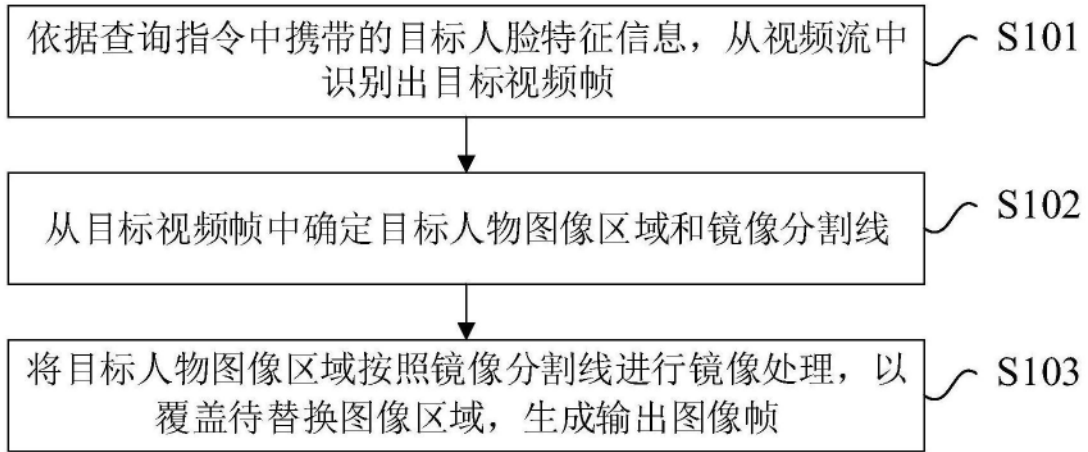 依据查询指令中携带的目标人脸特征信息，从视频流中
识别出目标视频帧
S101
从目标视频帧中确定目标人物图像区域和镜像分割线
S102
将目标人物图像区域按照镜像分割线进行镜像处理，以
覆盖待替换图像区域，生成输出图像帧
S103